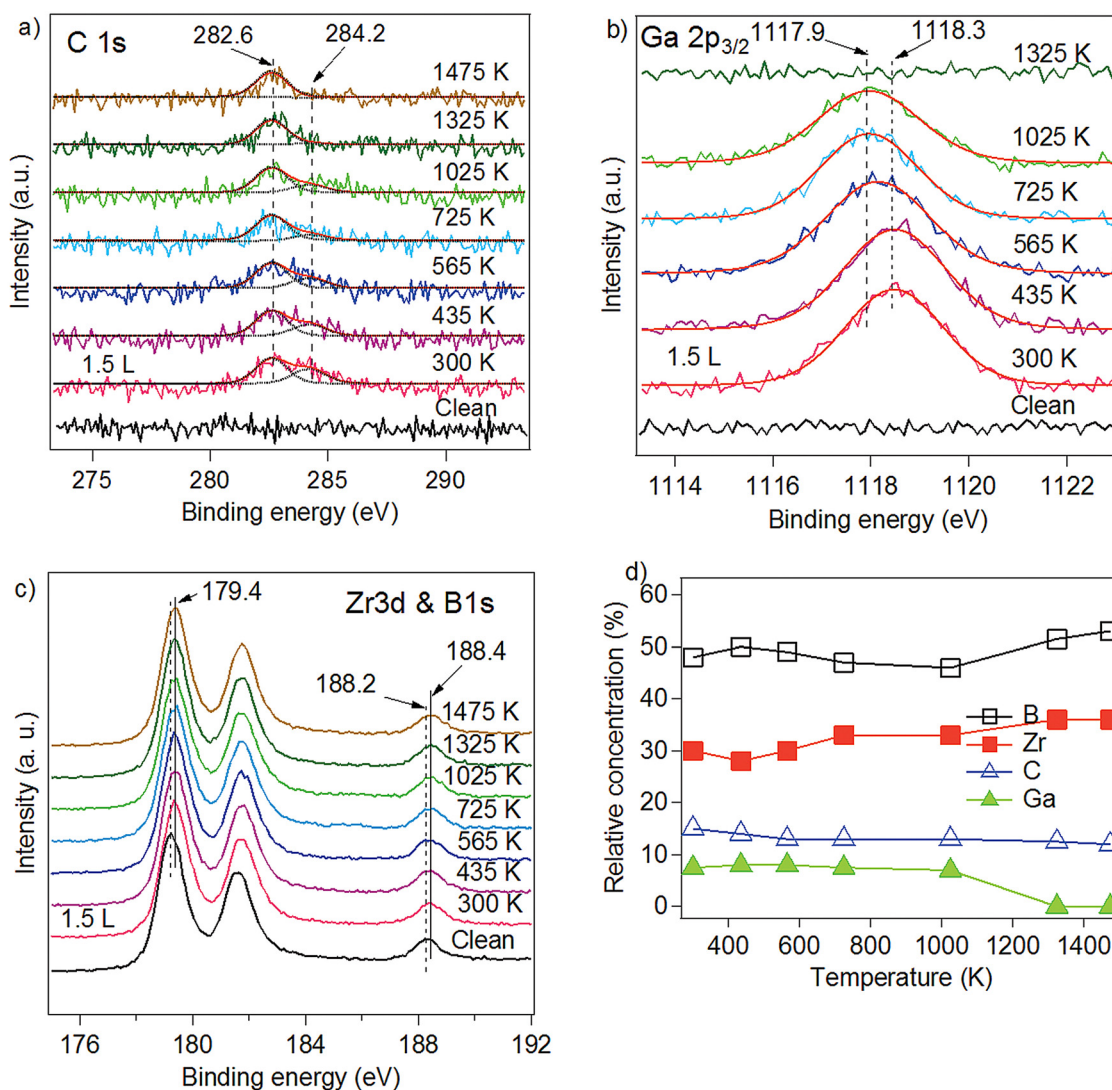 a)
C 1s
282.6
284.2
1475 K
1325 K
1025 K
725 K
565 K
435 K
1.5 L
300 K
Clean
Intensity (a.u.)
275
280
285
290
Binding energy (eV)
b)
Ga 2p3/2
1117.9
1118.3
1325 K
1025 K
725 K
565 K
435 K
300 K
Clean
Intensity (a.u.)
1114
1116
1118
1120
1122
Binding energy (eV)
c)
179.4
Zr3d & B1s
188.4
188.2
1475 K
1325 K
1025 K
725 K
565 K
435 K
1.5 L
300 K
Clean
Intensity (a. u.)
176
180
184
188
192
Binding energy (eV)
d)
60
50
40
30
20
10
0
Relative concentration (%)
B
Zr
C
Ga
400
600
800
1000
1200
1400
Temperature (K)